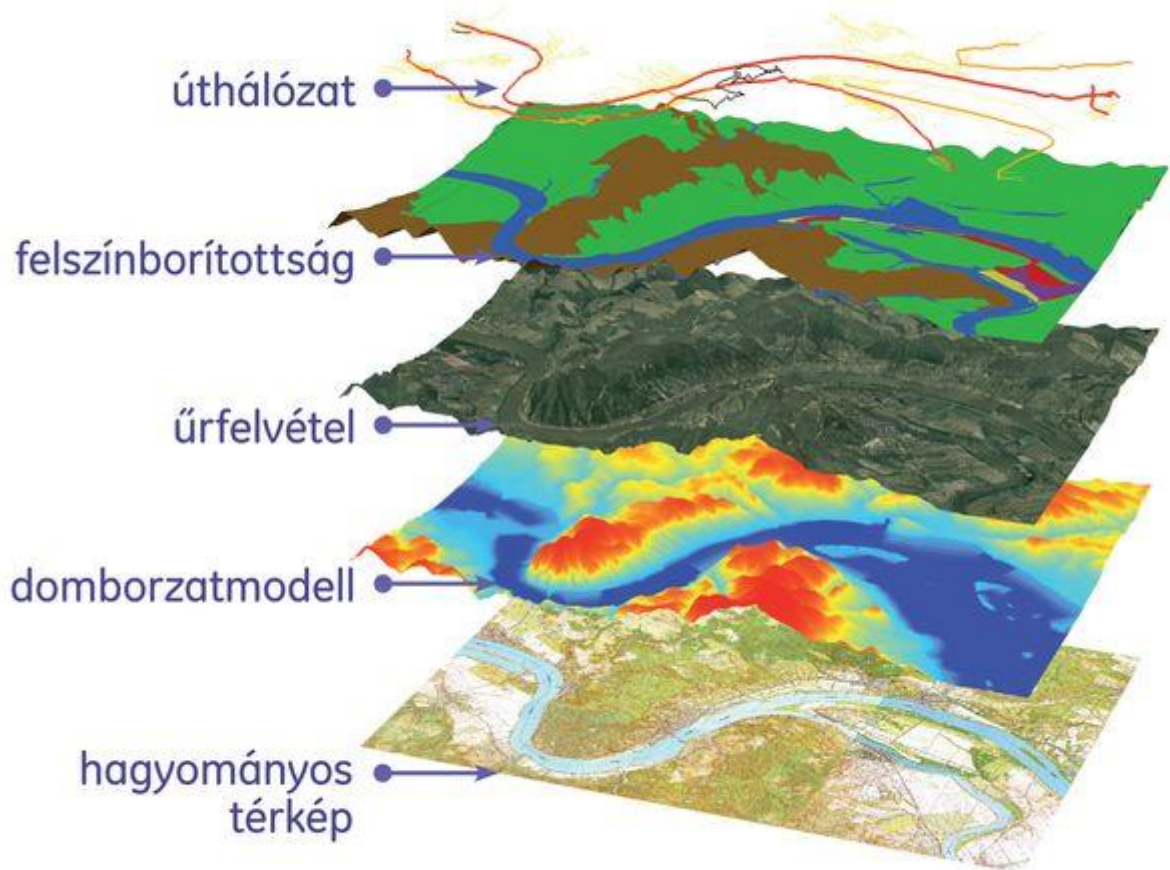 úthálózat
felszínborítottság
űrfelvétel
domborzatmodell
hagyományos
térkép